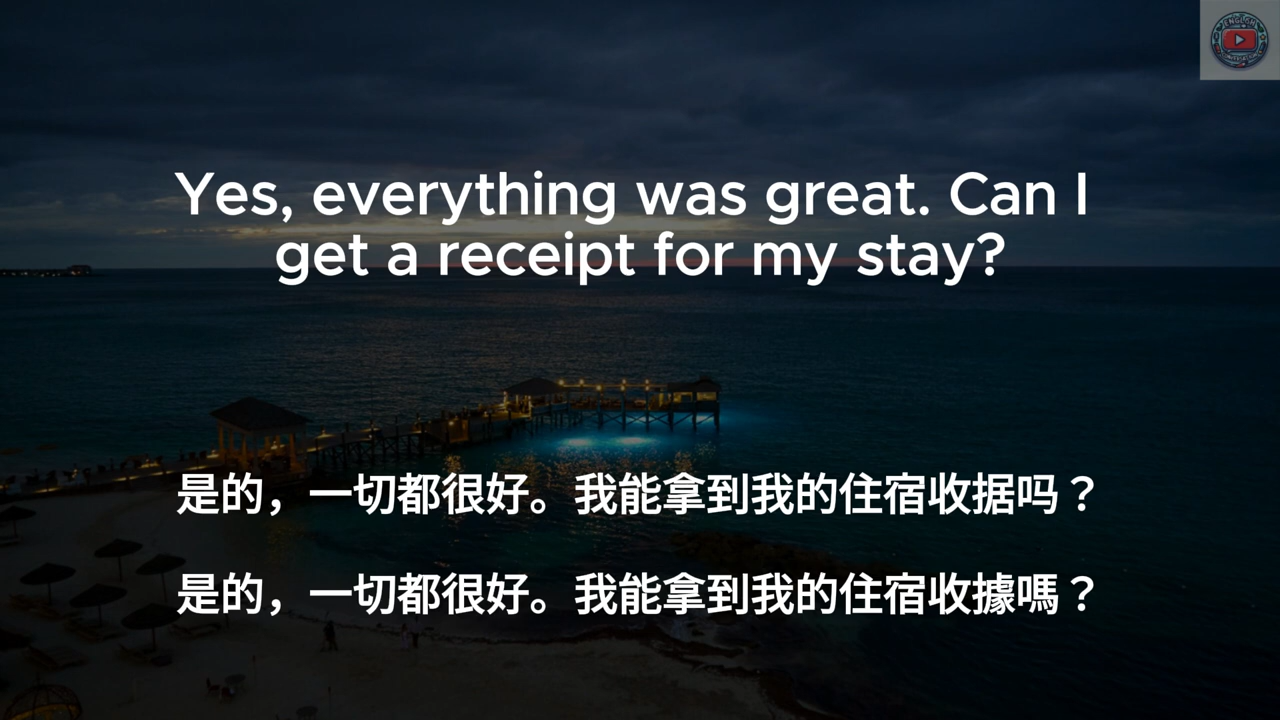 Yes, everything was great. Can I
get a receipt for my stay?
是的，一切都很好。我能拿到我的住宿收据吗？
是的，一切都很好。我能拿到我的住宿收據嗎？